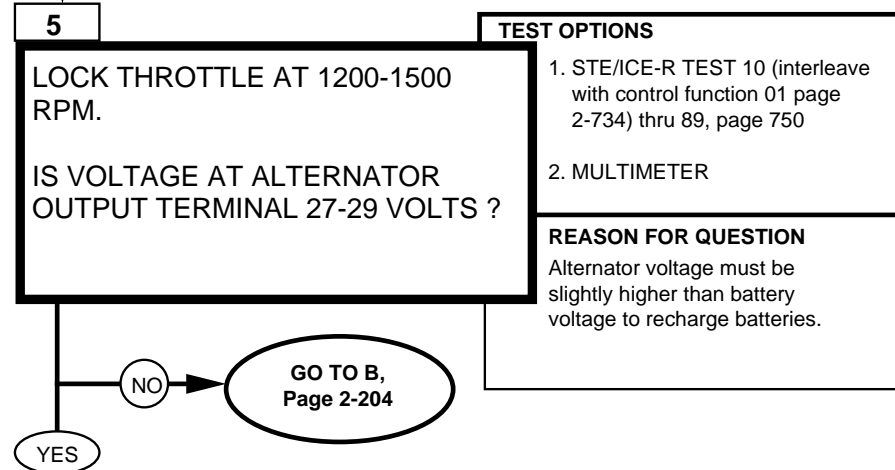 5
LOCK THROTTLE AT 1200-1500
RPM.
IS VOLTAGE AT ALTERNATOR
OUTPUT TERMINAL 27-29 VOLTS ?
TEST OPTIONS
1. STE/ICE-R TEST 10 (interleave
with control function 01 page
2-734) thru 89, page 750
2. MULTIMETER
REASON FOR QUESTION
Alternator voltage must be
slightly higher than battery
voltage to recharge batteries.
NO
GO TO B,
Page 2-204
YES